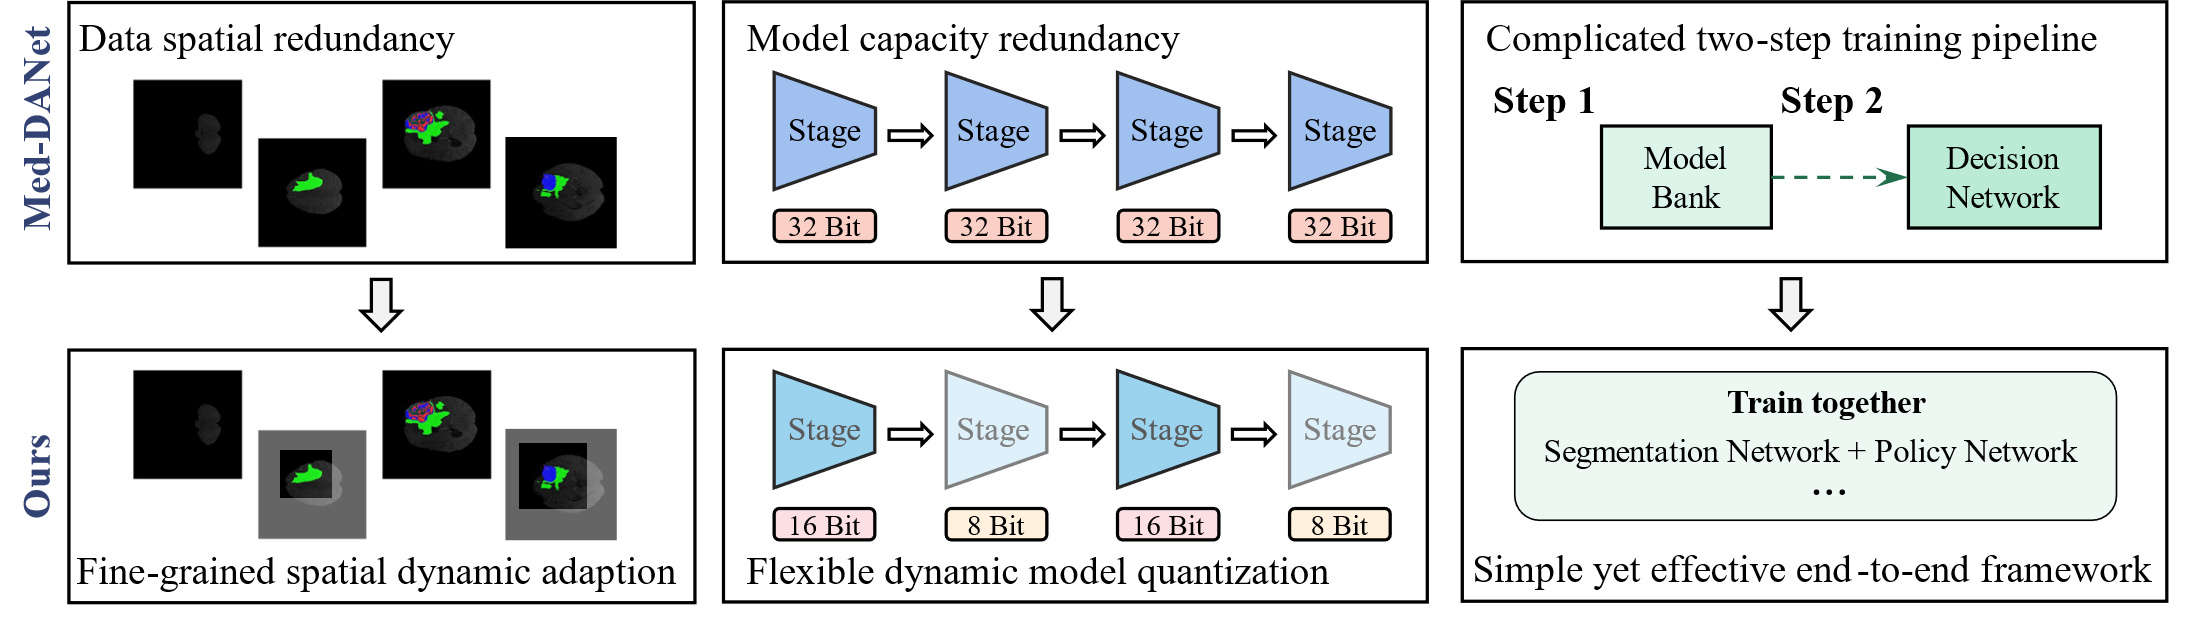 Med-DANet
Data spatial redundancy
Model capacity redundancy
Stage
Stage
Stage
Stage
32 Bit
32 Bit
32 Bit
32 Bit
Complicated two-step training pipeline
Step 1
Step 2
Model
Bank
Decision
Network
Ours
Fine-grained spatial dynamic adaption
Stage
Stage
Stage
Stage
16 Bit
8 Bit
16 Bit
8 Bit
Flexible dynamic model quantization
Train together
Segmentation Network + Policy Network
...
Simple yet effective end-to-end framework